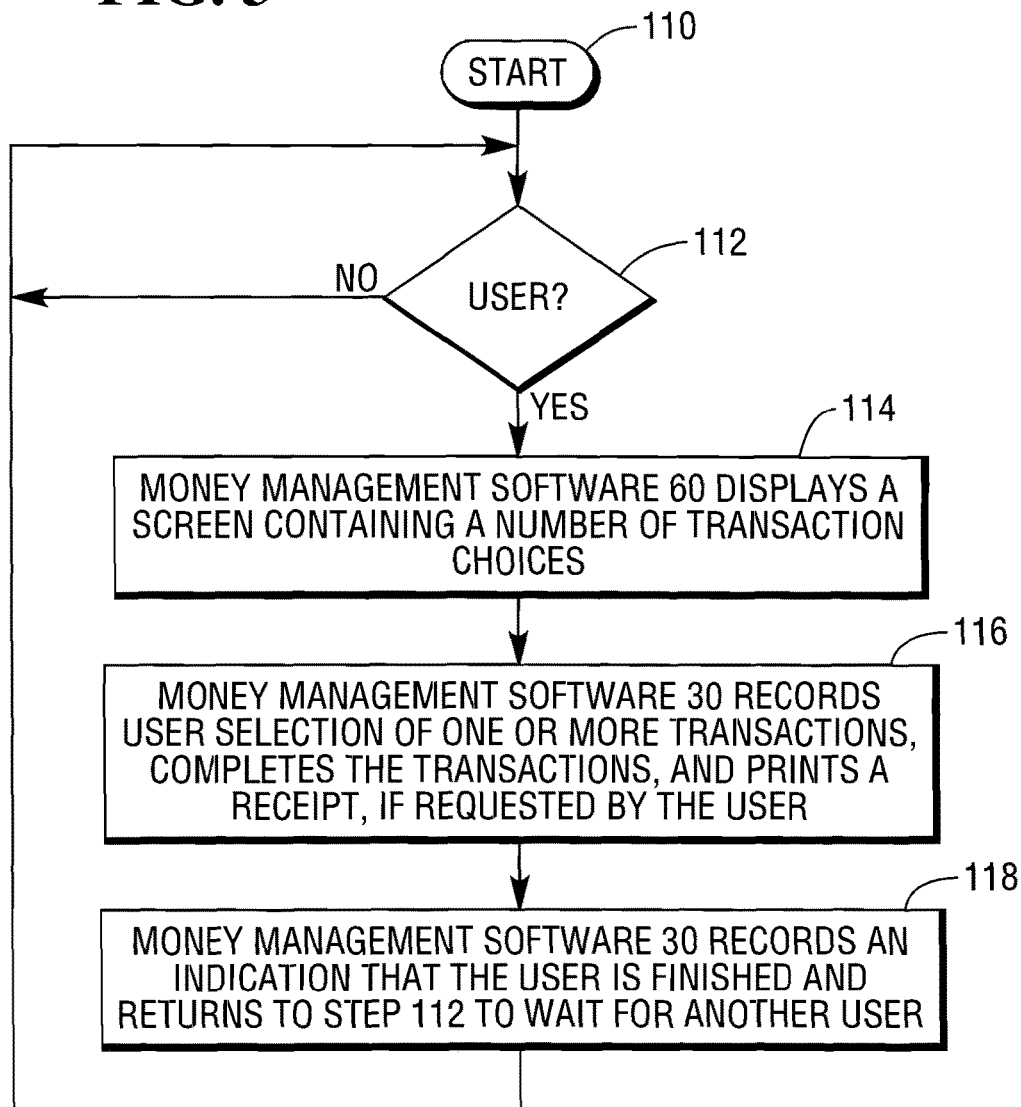 110
START
112
USER?
NO
YES
114
MONEY MANAGEMENT SOFTWARE 60 DISPLAYS A
SCREEN CONTAINING A NUMBER OF TRANSACTION
CHOICES
116
MONEY MANAGEMENT SOFTWARE 30 RECORDS
USER SELECTION OF ONE OR MORE TRANSACTIONS,
COMPLETES THE TRANSACTIONS, AND PRINTS A
RECEIPT, IF REQUESTED BY THE USER
118
MONEY MANAGEMENT SOFTWARE 30 RECORDS AN
INDICATION THAT THE USER IS FINISHED AND
RETURNS TO STEP 112 TO WAIT FOR ANOTHER USER